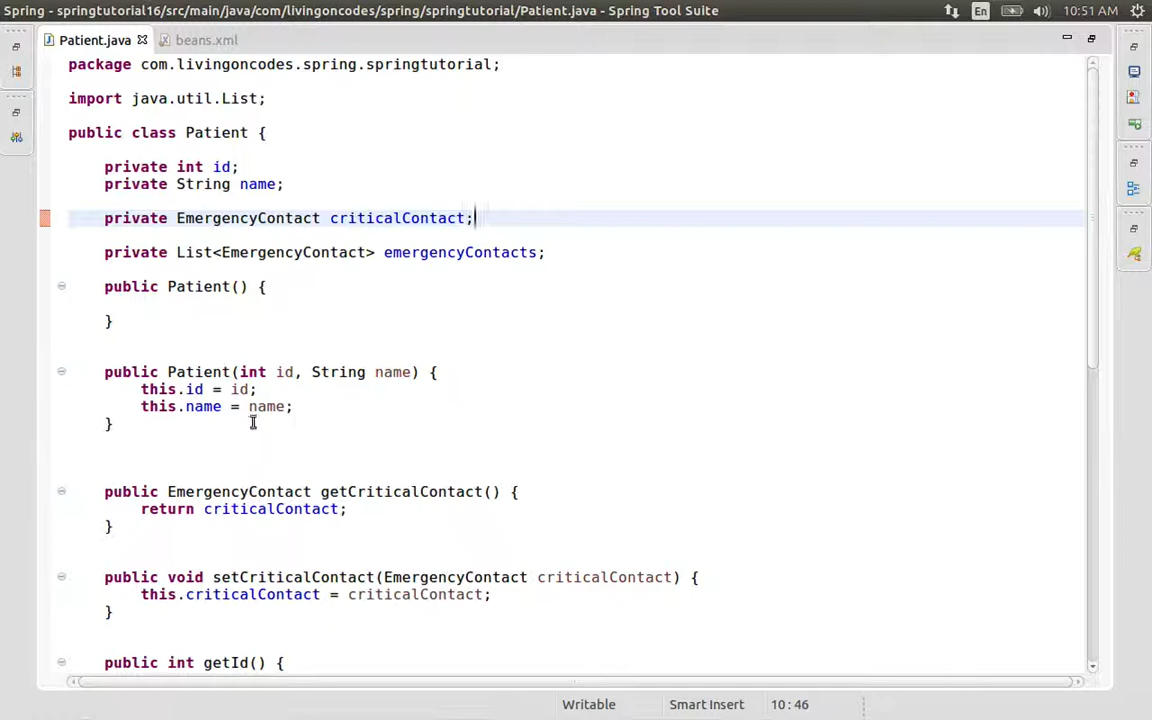 Spring - springtutorial16/src/main/java/com/livingoncodes/spring/springtutorial/Patient.java - Spring Tool Suite
En
10:51 AM
Patient.java
beans.xml
package com.livingoncodes.spring.springtutorial;
import java.util.List;
public class Patient {
private int id;
private String name;
private EmergencyContact criticalContact;
private List<EmergencyContact> emergencyContacts;
public Patient() {
}
public Patient(int id, String name) {
this.id = id;
this.name = name;
}
public EmergencyContact getCriticalContact() {
return criticalContact;
}
public void setCriticalContact(EmergencyContact criticalContact) {
this.criticalContact = criticalContact;
}
public int getId() {
Writable
Smart Insert
10:46